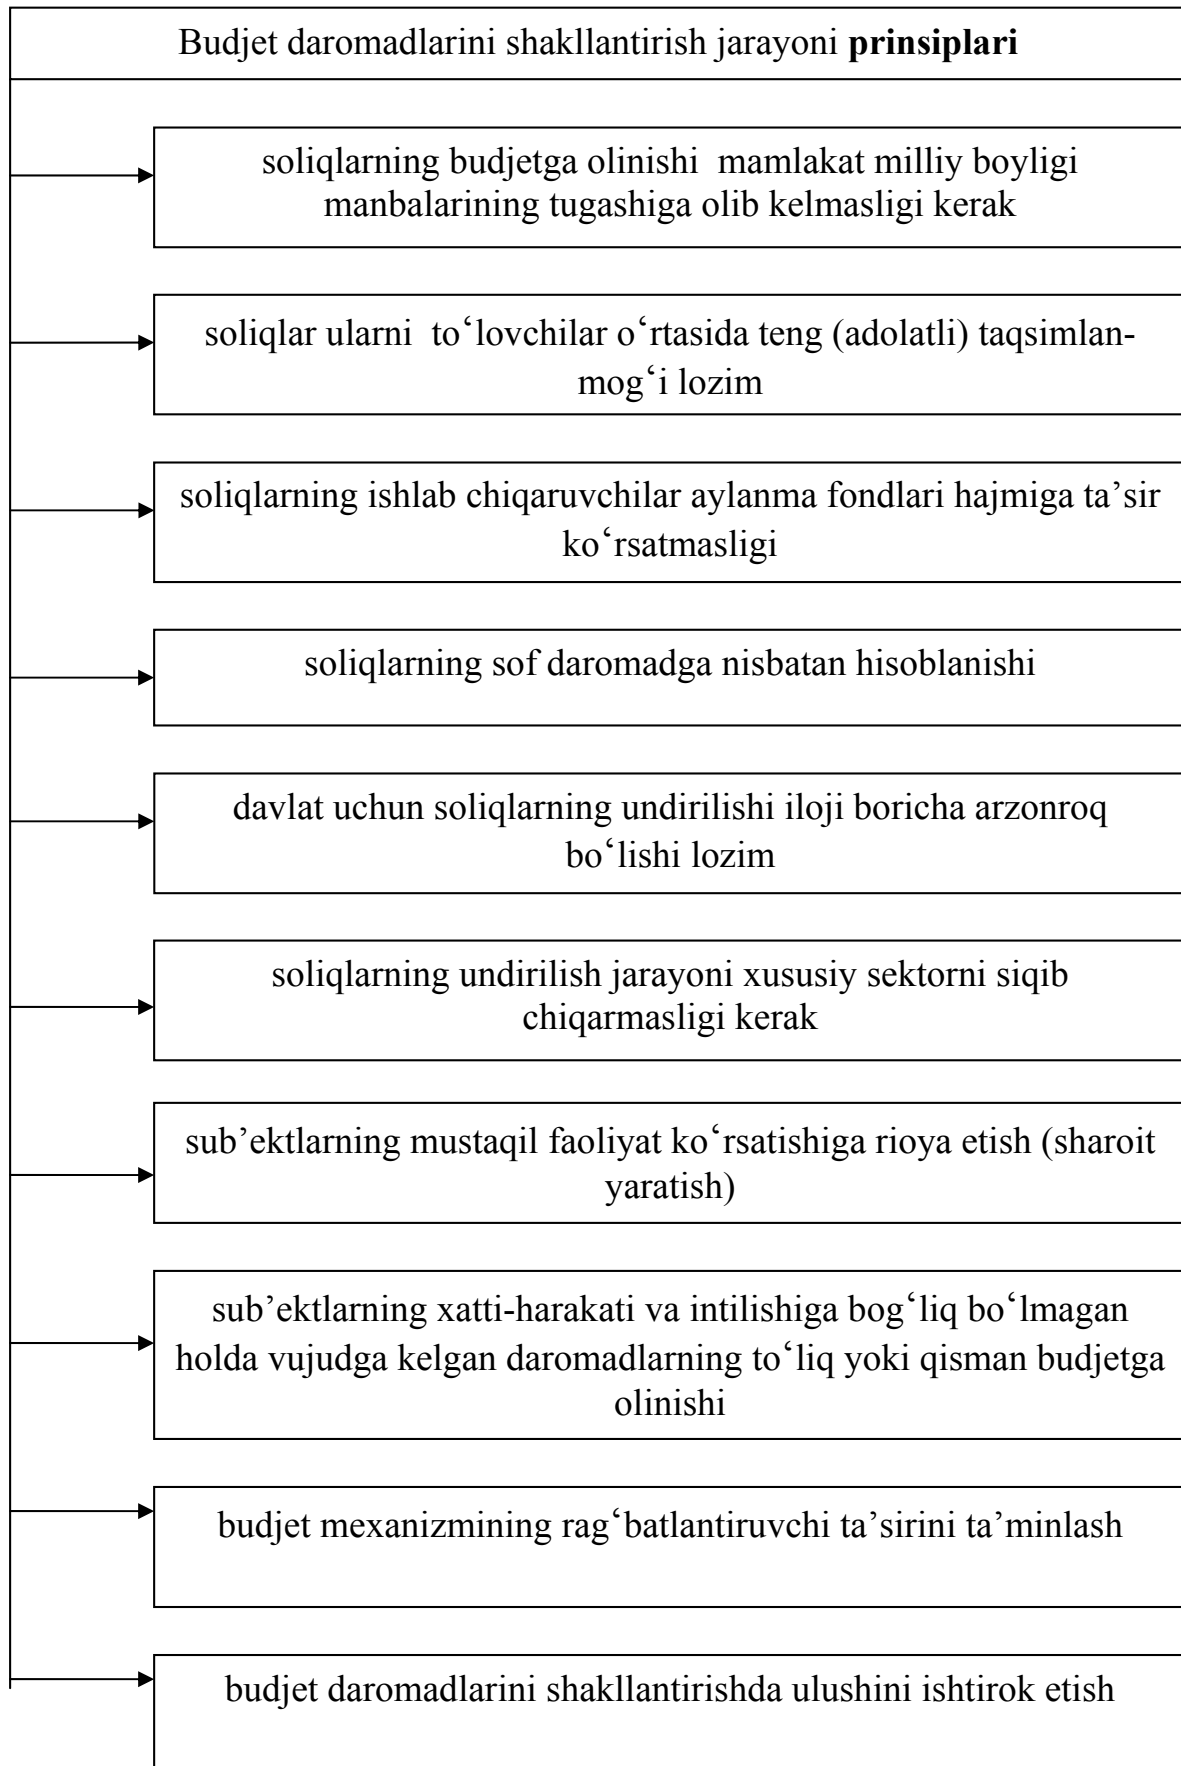 Budjet daromadlarini shakllantirish jarayoni prinsiplari
soliqlarning budjetga olinishi  mamlakat milliy boyligi
manbalarining tugashiga olib kelmasligi kerak
soliqlar ularni  to‘lovchilar o‘rtasida teng (adolatli) taqsimlan-
mog‘i lozim
soliqlarning ishlab chiqaruvchilar aylanma fondlari hajmiga ta’sir
ko‘rsatmasligi
soliqlarning sof daromadga nisbatan hisoblanishi
davlat uchun soliqlarning undirilishi iloji boricha arzonroq
bo‘lishi lozim
soliqlarning undirilish jarayoni xususiy sektorni siqib
chiqarmasligi kerak
sub’ektlarning mustaqil faoliyat ko‘rsatishiga rioya etish (sharoit
yaratish)
sub’ektlarning xatti-harakati va intilishiga bog‘liq bo‘lmagan
holda vujudga kelgan daromadlarning to‘liq yoki qisman budjetga
olinishi
budjet mexanizmining rag‘batlantiruvchi ta’sirini ta’minlash
budjet daromadlarini shakllantirishda ulushini ishtirok etish